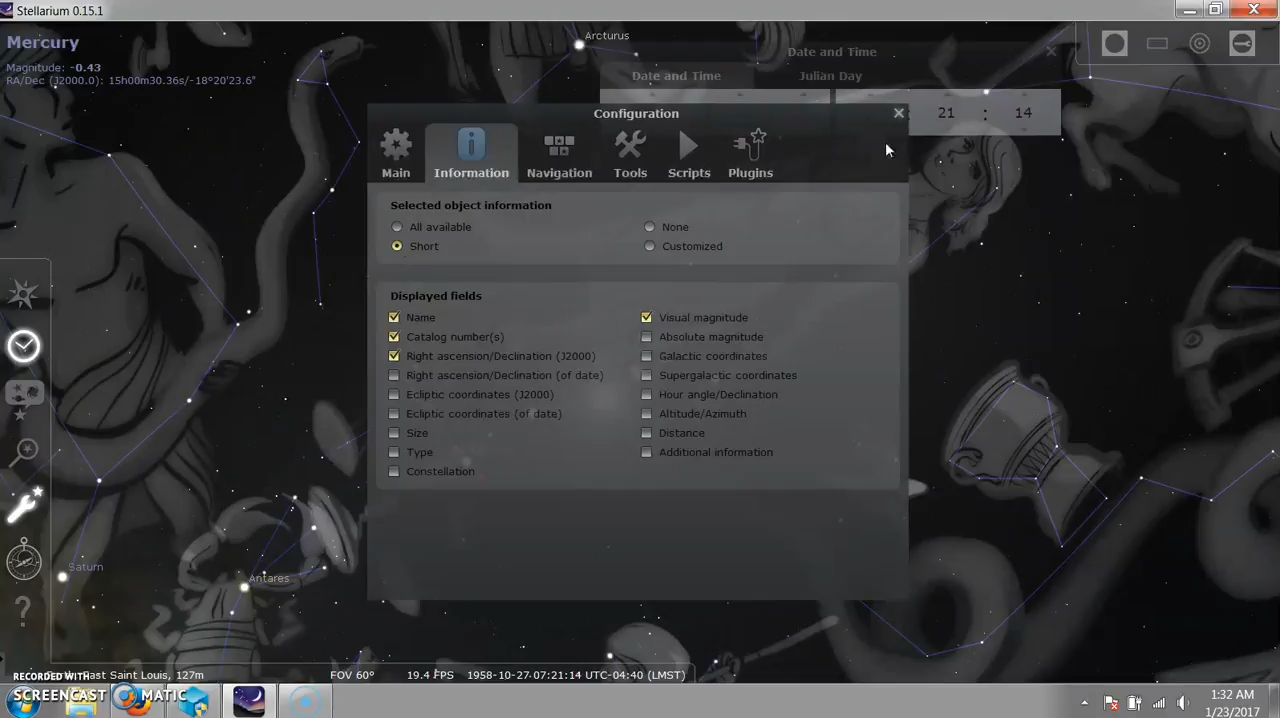 Stellarium 0.15.1
Mercury
Magnitude: -0.43
RA/Dec (J2000.0): 15h00m30.36s/-18°20'23.6"
Arcturus
Date and Time
Date and Time
Julian Day
21 : 14
Configuration
Main
Information
Navigation
Tools
Scripts
Plugins
Selected object information
All available
None
Short
Customized
Displayed fields
Name
Visual magnitude
Catalog number(s)
Absolute magnitude
Right ascension/Declination (J2000)
Galactic coordinates
Right ascension/Declination (of date)
Supergalactic coordinates
Ecliptic coordinates (J2000)
Hour angle/Declination
Ecliptic coordinates (of date)
Altitude/Azimuth
Size
Distance
Type
Additional information
Constellation
Saturn
Antares
East Saint Louis, 127m
FOV 60°
19.4 FPS
1958-10-27 07:21:14 UTC-04:40 (LMST)
RECORDED WITH
SCREENCAST MATIC
1:32 AM
1/23/2017